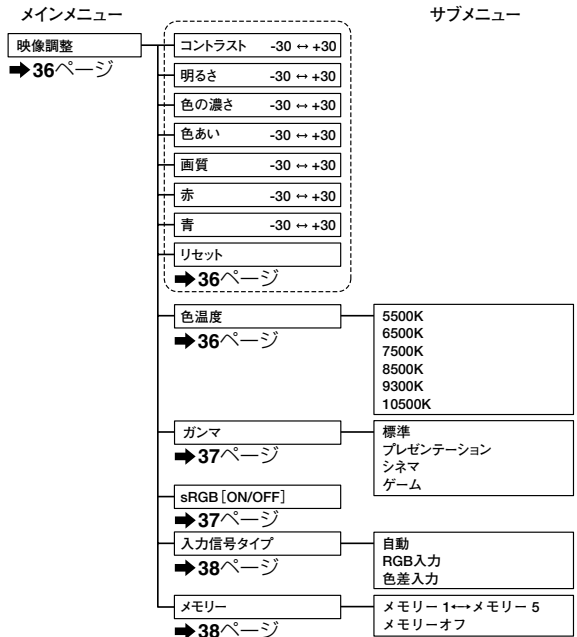 メインメニュー
サブメニュー
映像調整
➡36ページ
コントラスト -30 ↔ +30
明るさ -30 ↔ +30
色の濃さ -30 ↔ +30
色あい -30 ↔ +30
画質 -30 ↔ +30
赤 -30 ↔ +30
青 -30 ↔ +30
リセット
➡36ページ
色温度
➡36ページ
5500K
6500K
7500K
8500K
9300K
10500K
ガンマ
➡37ページ
標準
プレゼンテーション
シネマ
ゲーム
sRGB [ON/OFF]
➡37ページ
入力信号タイプ
➡38ページ
自動
RGB入力
色差入力
メモリー
➡38ページ
メモリー 1↔メモリー 5
メモリーオフ